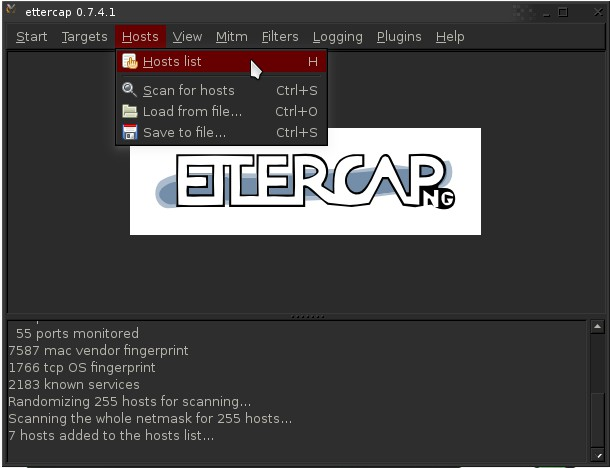 ettercap 0.7.4.1
Start Targets Hosts View Mitm Filters Logging Plugins Help
Hosts list H
Scan for hosts Ctrl+S
Load from file... Ctrl+O
Save to file... Ctrl+S
ETTERCAP NG
55 ports monitored
7587 mac vendor fingerprint
1766 tcp OS fingerprint
2183 known services
Randomizing 255 hosts for scanning...
Scanning the whole netmask for 255 hosts...
7 hosts added to the hosts list...